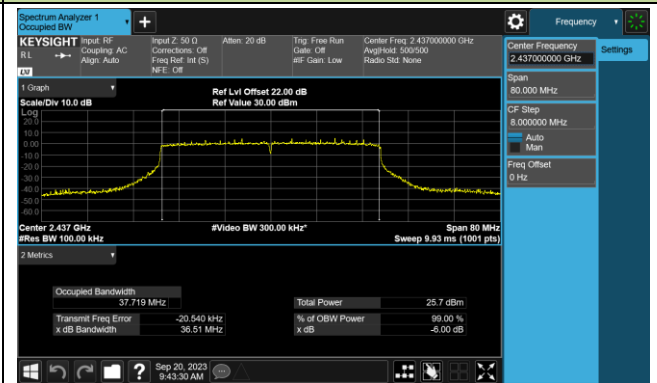 Spectrum Analyzer 1
Occupied BW
Frequency
KEYSIGHT
R L
Input: RF
Coupling: AC
Align: Auto
Input Z: 50 Ω
Corrections: Off
Freq Ref: Int (S)
NFE: Off
Atten: 20 dB
Trig: Free Run
Gate: Off
#IF Gain: Low
Center Freq: 2.437000000 GHz
Avg|Hold: 500/500
Radio Std: None
Center Frequency
2.437000000 GHz
Settings
Span
80.000 MHz
CF Step
8.000000 MHz
Auto
Man
Freq Offset
0 Hz
1 Graph
Scale/Div 10.0 dB
Ref Lvl Offset 22.00 dB
Ref Value 30.00 dBm
Log
20.0
10.0
0.00
-10.0
-20.0
-30.0
-40.0
-50.0
-60.0
Center 2.437 GHz
#Video BW 300.00 kHz*
Span 80 MHz
#Res BW 100.00 kHz
Sweep 9.93 ms (1001 pts)
2 Metrics
Occupied Bandwidth
37.719 MHz
Total Power 25.7 dBm
Transmit Freq Error -20.540 kHz
% of OBW Power 99.00 %
x dB Bandwidth 36.51 MHz
x dB -6.00 dB
Sep 20, 2023
9:43:30 AM